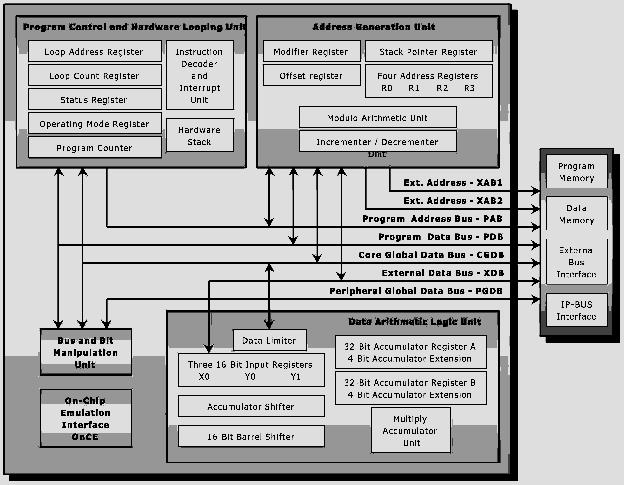 Program Control and Hardware Looping Unit
Loop Address Register
Loop Count Register
Status Register
Operating Mode Register
Program Counter
Instruction
Decoder
and
Interrupt
Unit
Hardware
Stack
Address Generation Unit
Modifier Register
Stack Pointer Register
Offset register
Four Address Registers
R0 R1 R2 R3
Modulo Arithmetic Unit
Incrementer / Decrementer
Unit
Ext. Address - XAB1
Ext. Address - XAB2
Program Address Bus - PAB
Program Data Bus - PDB
Core Global Data Bus - CGDB
External Data Bus - XDB
Peripheral Global Data Bus - PGDB
Program
Memory
Data
Memory
External
Bus
Interface
IP-BUS
Interface
Bus and Bit
Manipulation
Unit
On-Chip
Emulation
Interface
OnCE
Data Arithmetic Logic Unit
Data Limiter
Three 16 Bit Input Registers
X0 Y0 Y1
Accumulator Shifter
16 Bit Barrel Shifter
32 Bit Accumulator Register A
4 Bit Accumulator Extension
32 Bit Accumulator Register B
4 Bit Accumulator Extension
Multiply
Accumulator
Unit